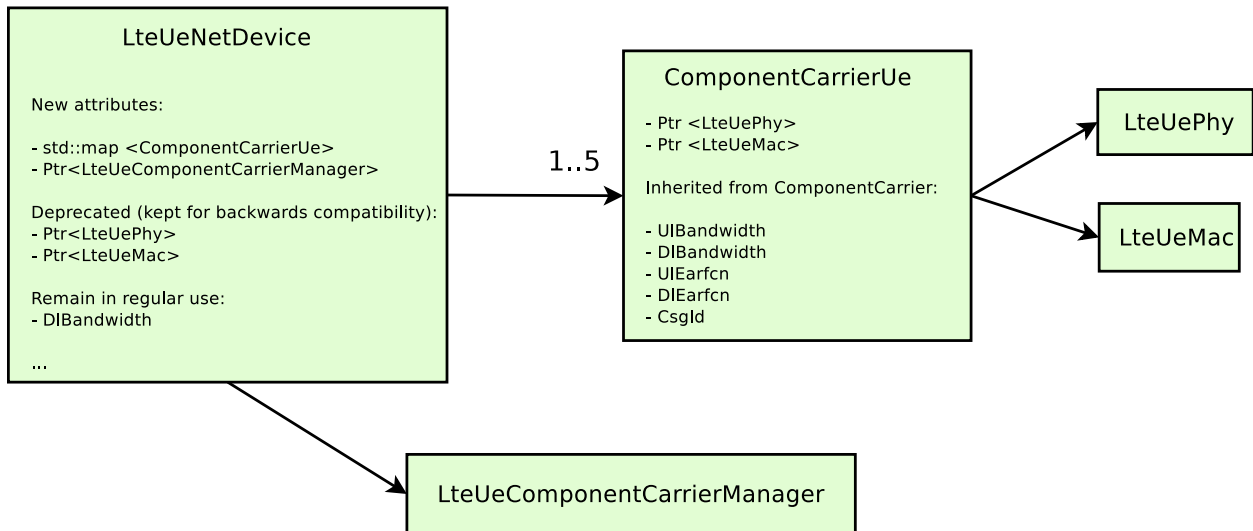 LteUeNetDevice
New attributes:
- std::map <ComponentCarrierUe>
- Ptr<LteUeComponentCarrierManager>
Deprecated (kept for backwards compatibility):
- Ptr<LteUePhy>
- Ptr<LteUeMac>
Remain in regular use:
- DlBandwidth
...
1..5
ComponentCarrierUe
- Ptr <LteUePhy>
- Ptr <LteUeMac>
Inherited from ComponentCarrier:
- UlBandwidth
- DlBandwidth
- UlEarfcn
- DlEarfcn
- CsgId
LteUePhy
LteUeMac
LteUeComponentCarrierManager